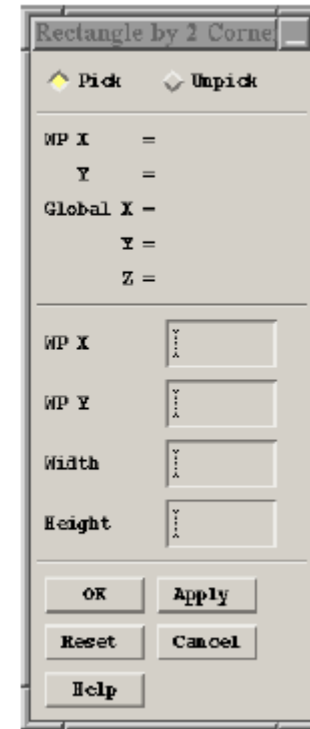 Rectangle by 2 Corne
Pick Unpick
WP X =
Y =
Global X =
Y =
Z =
WP X
WP Y
Width
Height
OK Apply
Reset Cancel
Help